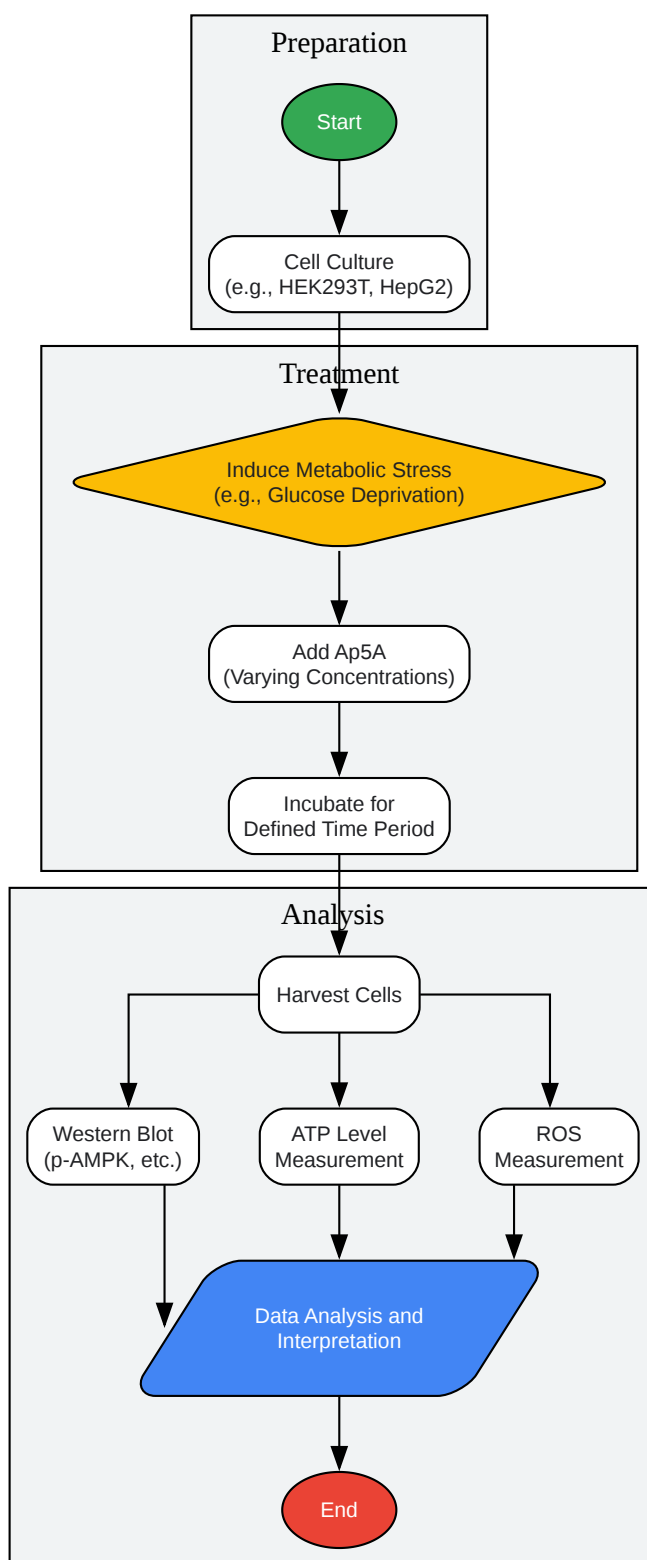 Preparation
Start
Cell Culture
(e.g., HEK293T, HepG2)
Treatment
Induce Metabolic Stress
(e.g., Glucose Deprivation)
Add Ap5A
(Varying Concentrations)
Incubate for
Defined Time Period
Analysis
Harvest Cells
Western Blot
(p-AMPK, etc.)
ATP Level
Measurement
ROS
Measurement
Data Analysis and
Interpretation
End